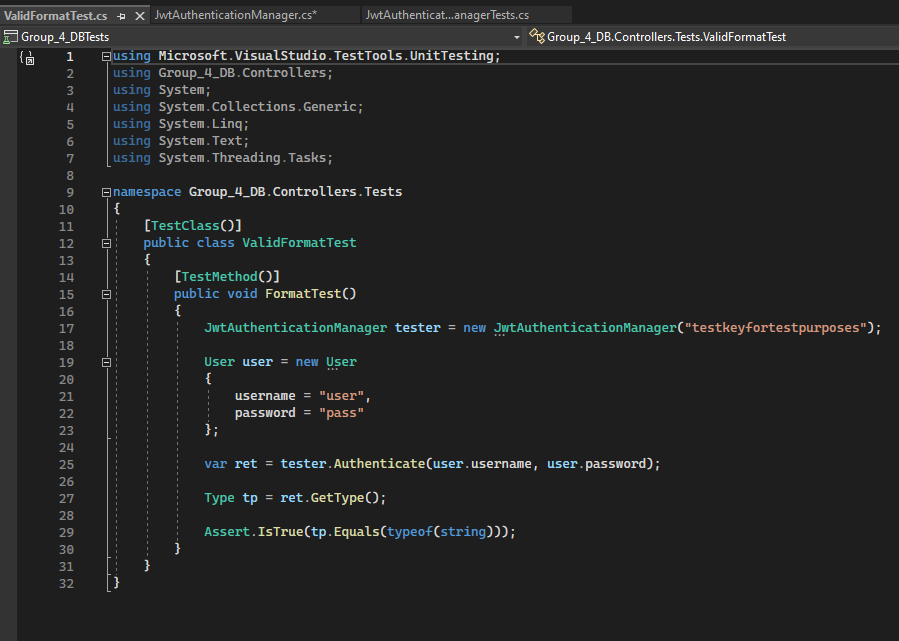 ValidFormatTest.cs JwtAuthenticationManager.cs* JwtAuthenticat...anagerTests.cs
Group_4_DBTests Group_4_DB.Controllers.Tests.ValidFormatTest
1 using Microsoft.VisualStudio.TestTools.UnitTesting;
2 using Group_4_DB.Controllers;
3 using System;
4 using System.Collections.Generic;
5 using System.Linq;
6 using System.Text;
7 using System.Threading.Tasks;
8
9 namespace Group_4_DB.Controllers.Tests
10 {
11 [TestClass()]
12 public class ValidFormatTest
13 {
14 [TestMethod()]
15 public void FormatTest()
16 {
17 JwtAuthenticationManager tester = new JwtAuthenticationManager("testkeyfortestpurposes");
18
19 User user = new User
20 {
21 username = "user",
22 password = "pass"
23 };
24
25 var ret = tester.Authenticate(user.username, user.password);
26
27 Type tp = ret.GetType();
28
29 Assert.IsTrue(tp.Equals(typeof(string)));
30 }
31 }
32 }